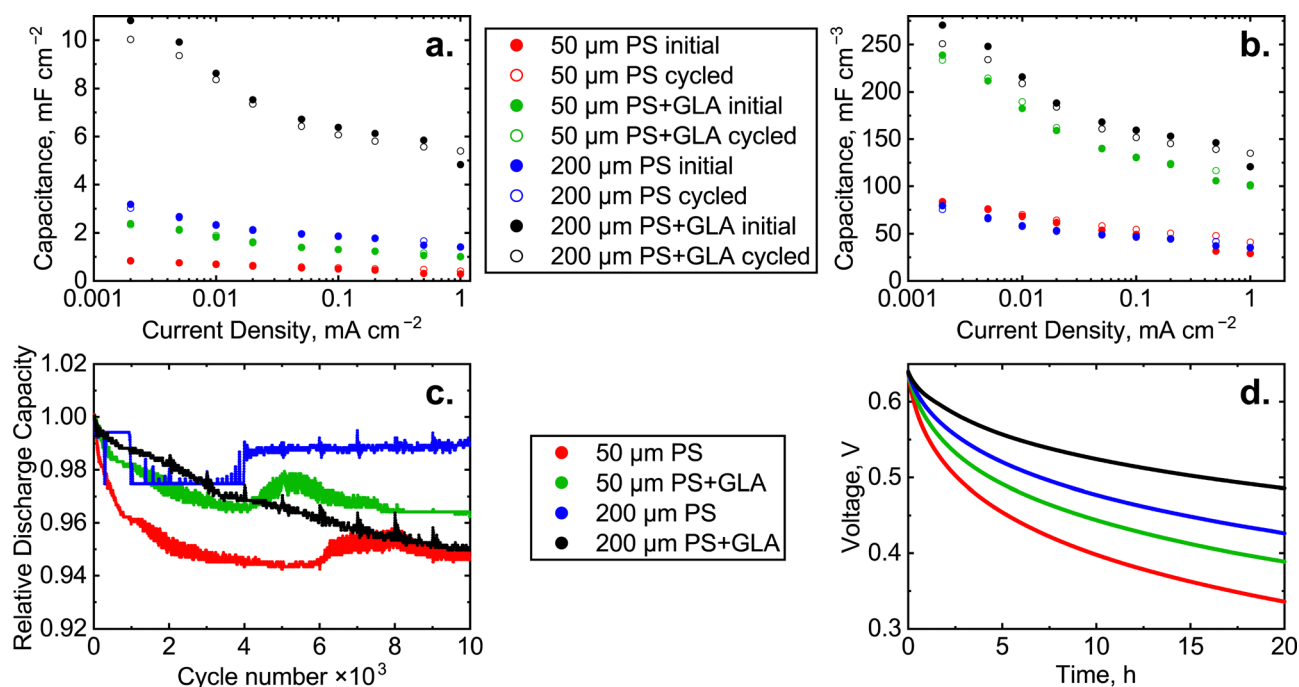 a.
Capacitance, mF cm⁻²
10
8
6
4
2
0
0.001
0.01
0.1
1
Current Density, mA cm⁻²
50 μm PS initial
50 μm PS cycled
50 μm PS+GLA initial
50 μm PS+GLA cycled
200 μm PS initial
200 μm PS cycled
200 μm PS+GLA initial
200 μm PS+GLA cycled
b.
Capacitance, mF cm⁻³
250
200
150
100
50
0
0.001
0.01
0.1
1
Current Density, mA cm⁻²
c.
Relative Discharge Capacity
1.02
1.00
0.98
0.96
0.94
0.92
0
2
4
6
8
10
Cycle number ×10³
50 μm PS
50 μm PS+GLA
200 μm PS
200 μm PS+GLA
d.
Voltage, V
0.6
0.5
0.4
0.3
0
5
10
15
20
Time, h